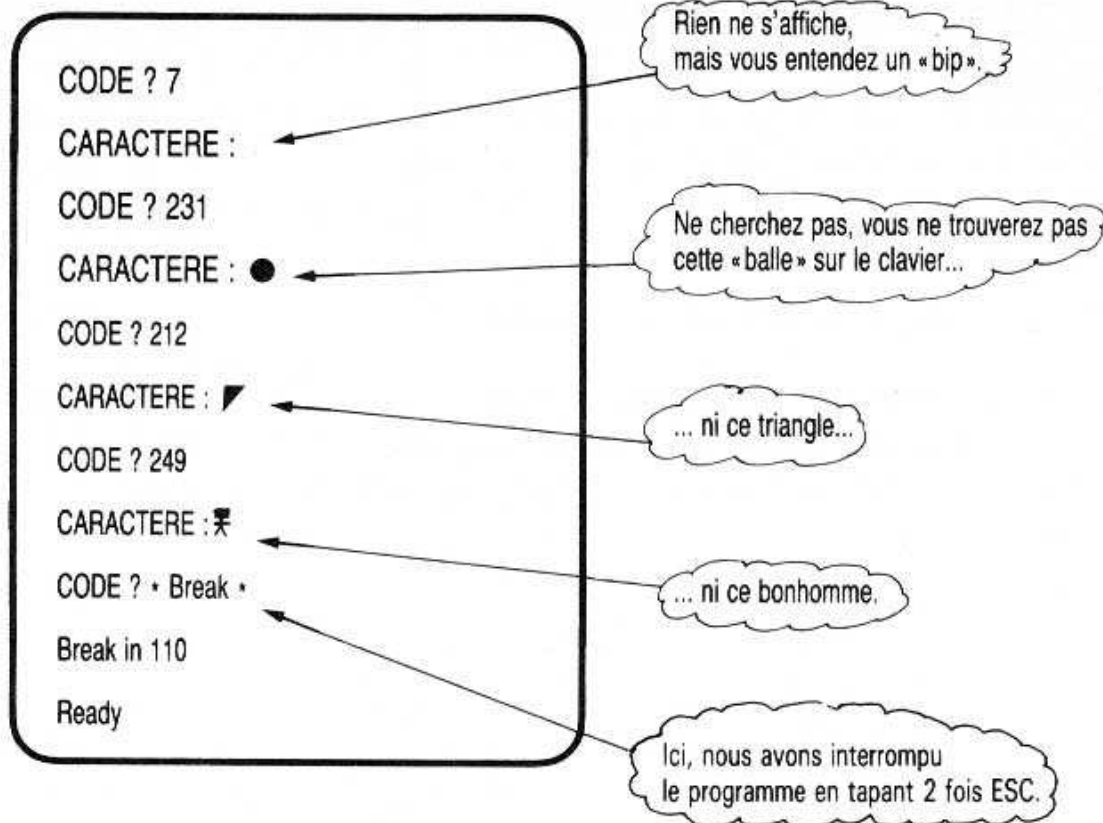 CODE ? 7
CARACTERE :
CODE ? 231
CARACTERE : ●
CODE ? 212
CARACTERE : ◤
CODE ? 249
CARACTERE :
CODE ? * Break *
Break in 110
Ready
Rien ne s'affiche,
mais vous entendez un «bip».
Ne cherchez pas, vous ne trouverez pas
cette «balle» sur le clavier...
... ni ce triangle...
... ni ce bonhomme.
Ici, nous avons interrompu
le programme en tapant 2 fois ESC.